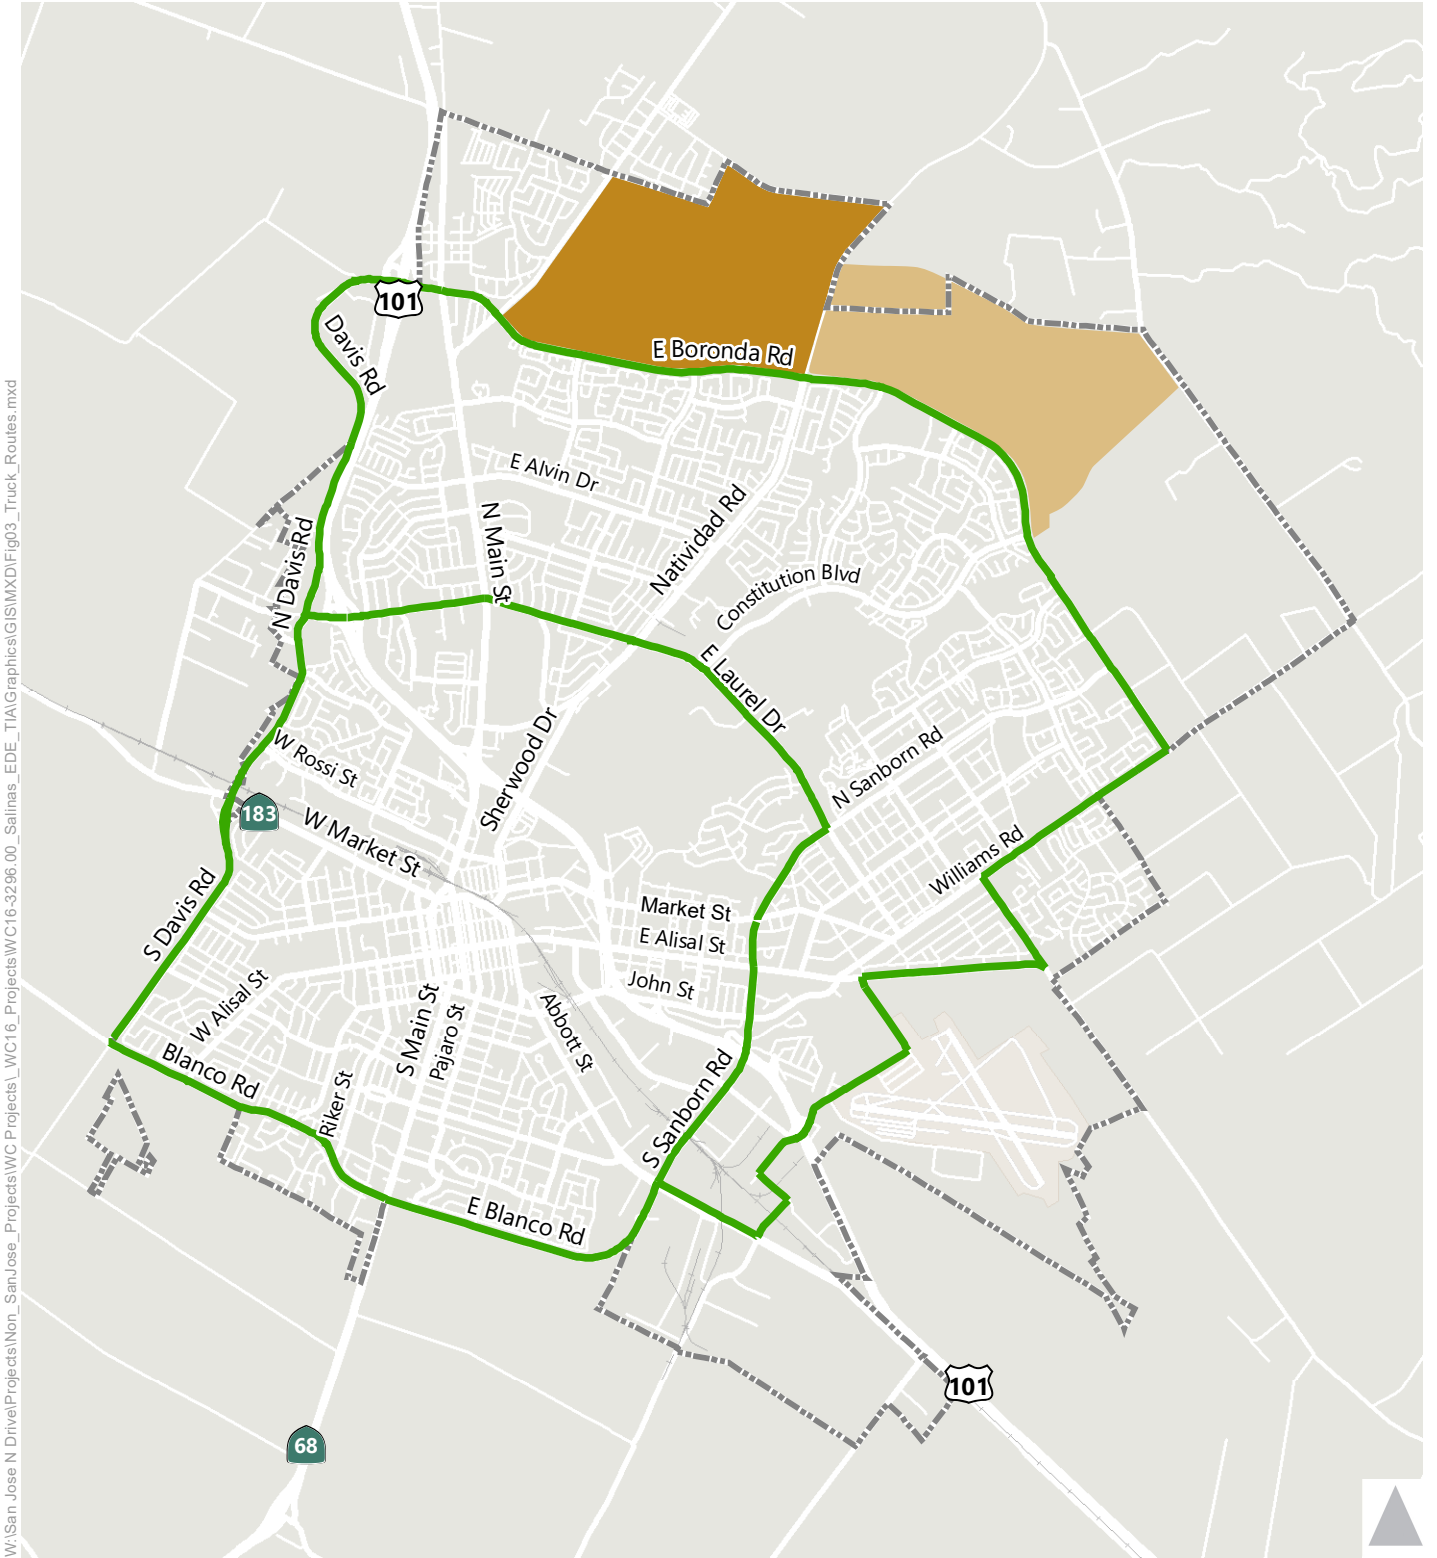 W:\San Jose N Drive\Projects\Non_SanJose_Projects\WC Projects\_WC16_Projects\WC16-3296.00_Salinas_EDE_TIA\Graphics\GIS\MXD\Fig03_Truck_Routes.mxd
101
Davis Rd
E Boronda Rd
E Alvin Dr
N Main St
Natividad Rd
N Davis Rd
Constitution Blvd
E Laurel Dr
W Rossi St
Sherwood Dr
N Sanborn Rd
183
W Market St
Williams Rd
S Davis Rd
Market St
E Alisal St
John St
W Alisal St
S Main St
Pajaro St
Abbott St
Blanco Rd
Riker St
S Sanborn Rd
E Blanco Rd
101
68